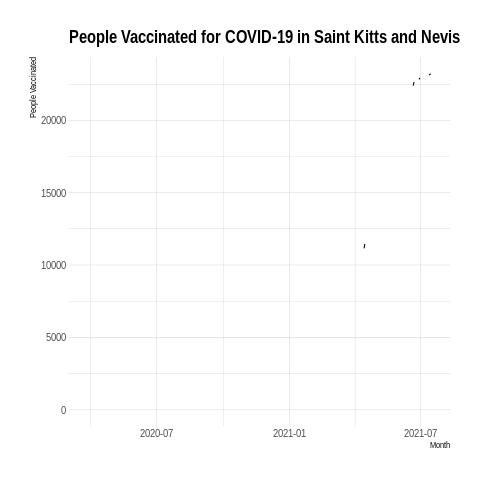 People Vaccinated for COVID-19 in Saint Kitts and Nevis
People Vaccinated
20000
15000
10000
5000
0
2020-07 2021-01 2021-07
Month